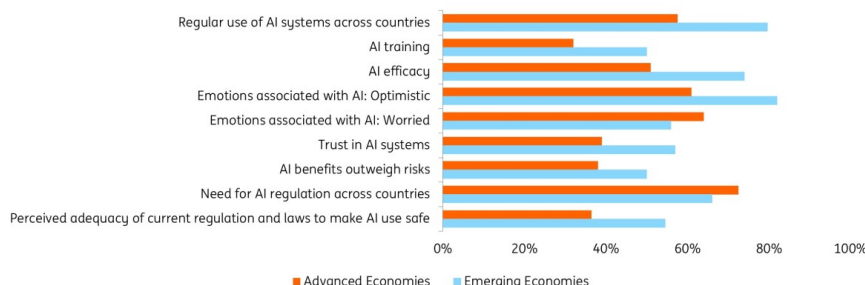 Regular use of AI systems across countries
AI training
AI efficacy
Emotions associated with AI: Optimistic
Emotions associated with AI: Worried
Trust in AI systems
AI benefits outweigh risks
Need for AI regulation across countries
Perceived adequacy of current regulation and laws to make AI use safe
0% 20% 40% 60% 80% 100%
Advanced Economies Emerging Economies